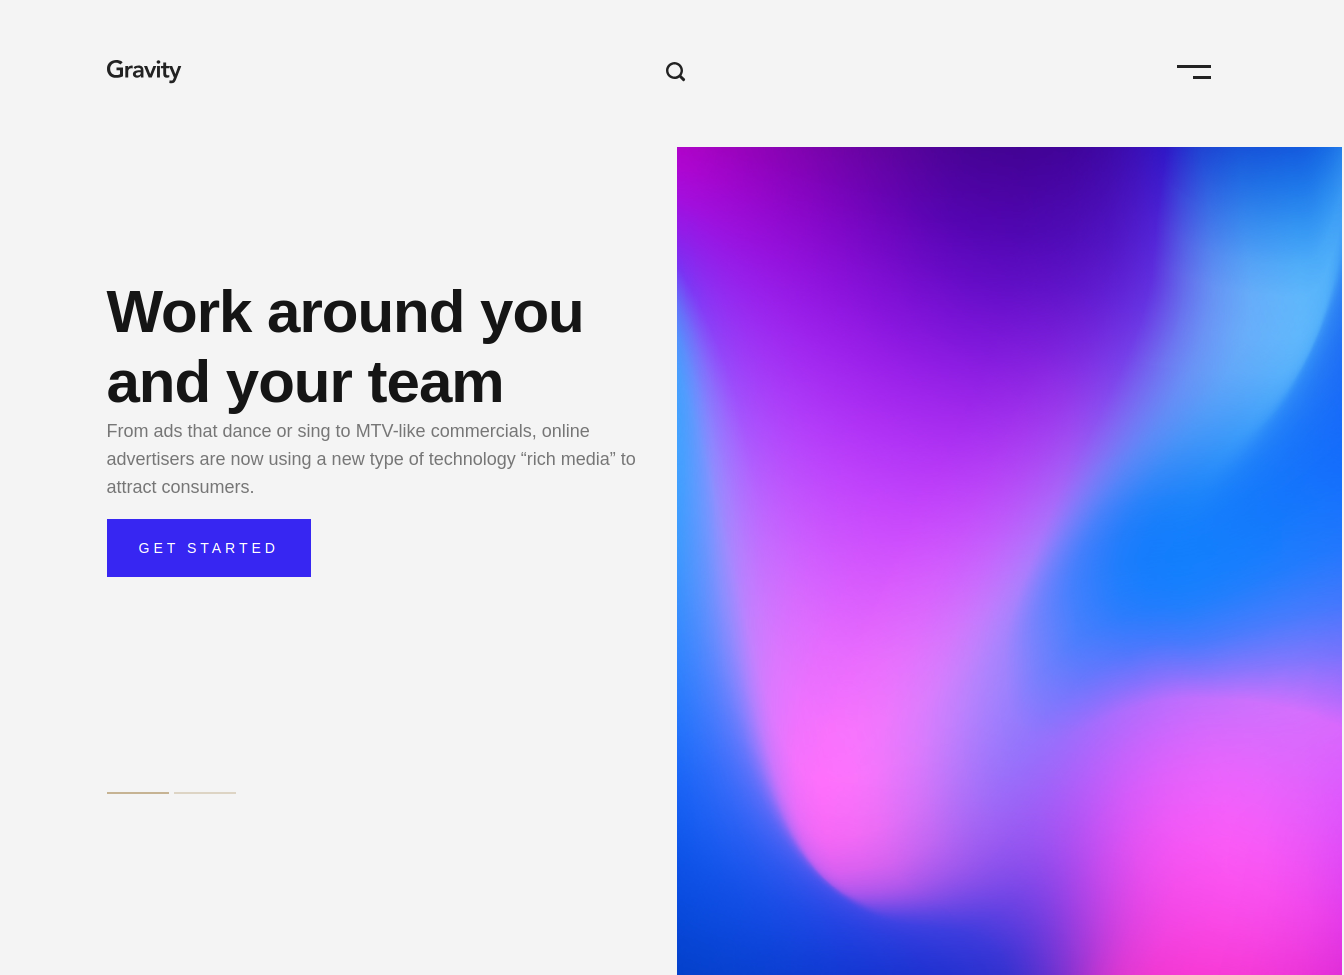 Gravity
Work around you
and your team
From ads that dance or sing to MTV-like commercials, online
advertisers are now using a new type of technology “rich media” to
attract consumers.
GET STARTED